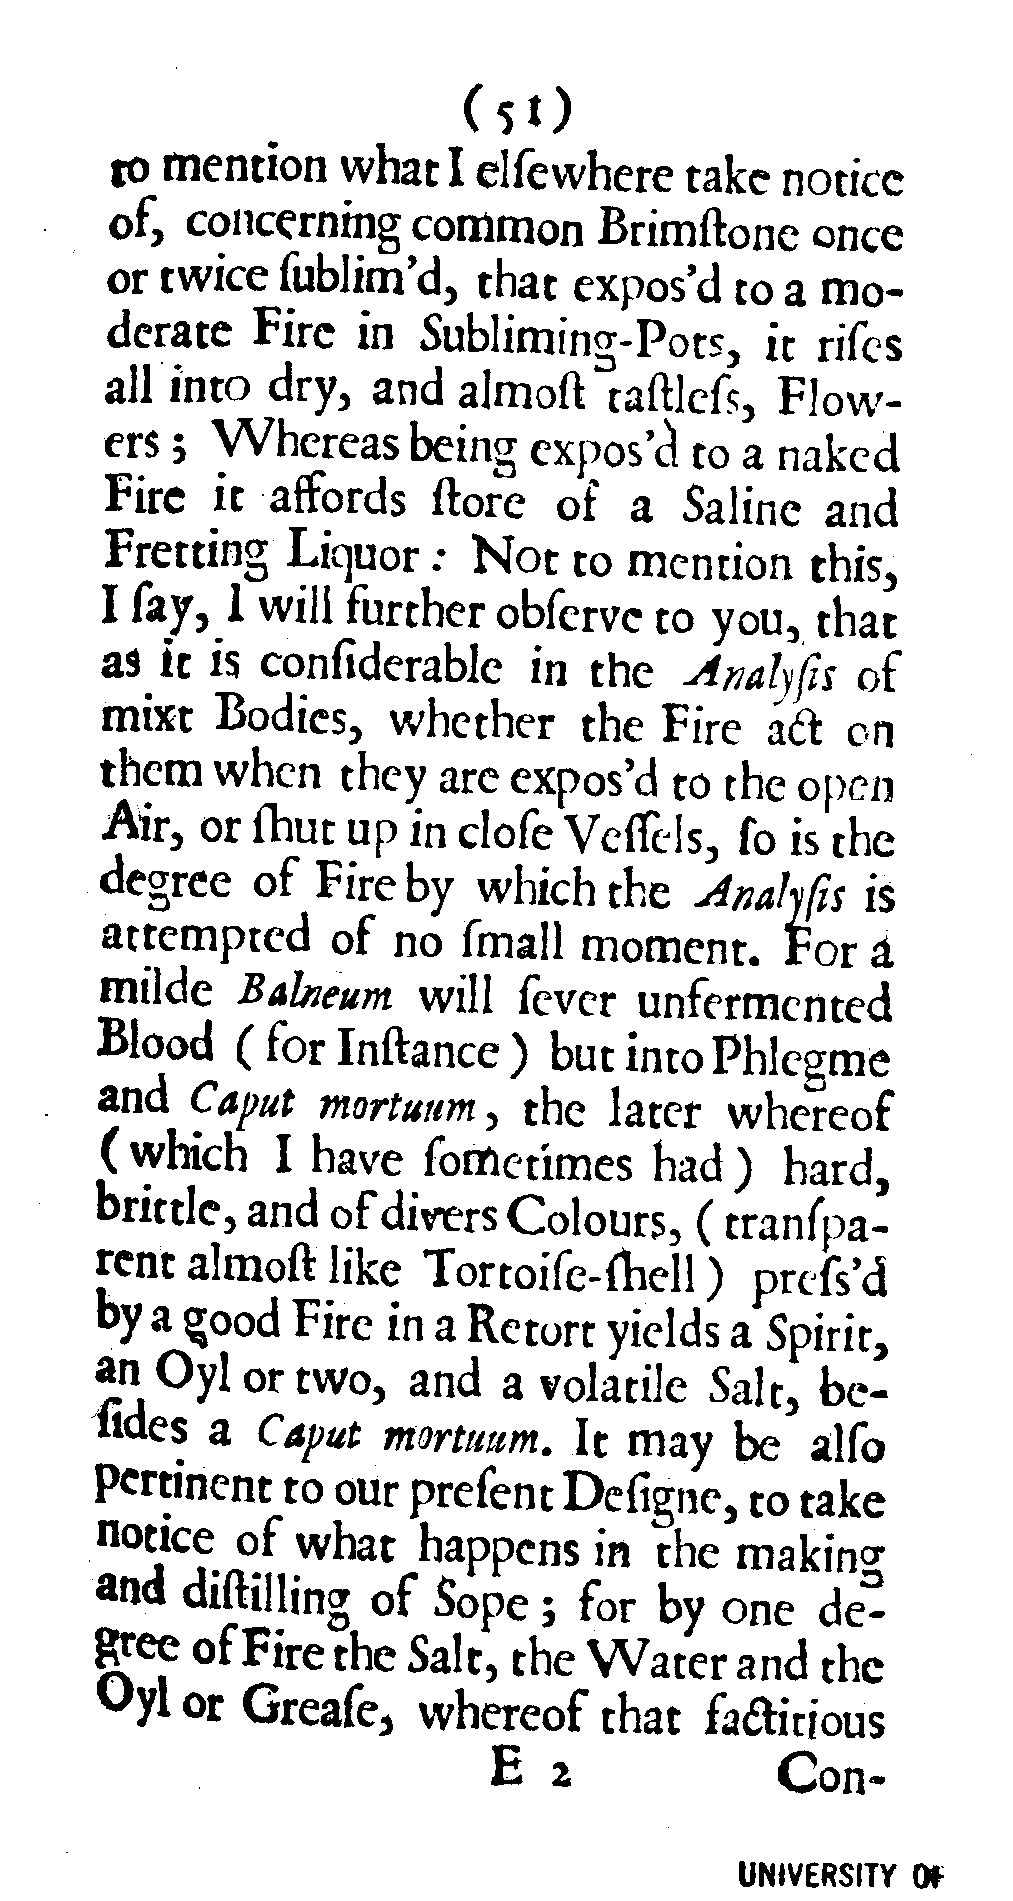 (51)
to mention what I elſewhere take notice
of, concerning common Brimſtone once
or twice ſublim'd, that expos'd to a mo-
derate Fire in Subliming-Pots, it riſes
all into dry, and almoſt taſtleſs, Flow-
ers; Whereas being expos'd to a naked
Fire it affords ſtore of a Saline and
Fretting Liquor: Not to mention this,
I ſay, I will further obſerve to you, that
as it is conſiderable in the Analyſis of
mixt Bodies, whether the Fire act on
them when they are expos'd to the open
Air, or ſhut up in cloſe Veſſels, ſo is the
degree of Fire by which the Analyſis is
attempted of no ſmall moment. For a
milde Balneum will ſever unfermented
Blood (for Inſtance) but into Phlegme
and Caput mortuum, the later whereof
(which I have ſometimes had) hard,
brittle, and of divers Colours, (tranſpa-
rent almoſt like Tortoiſe-ſhell) preſs'd
by a good Fire in a Retort yields a Spirit,
an Oyl or two, and a volatile Salt, be-
ſides a Caput mortuum. It may be alſo
pertinent to our preſent Deſigne, to take
notice of what happens in the making
and diſtilling of Sope; for by one de-
gree of Fire the Salt, the Water and the
Oyl or Greaſe, whereof that factitious
E 2 Con-
UNIVERSITY OF